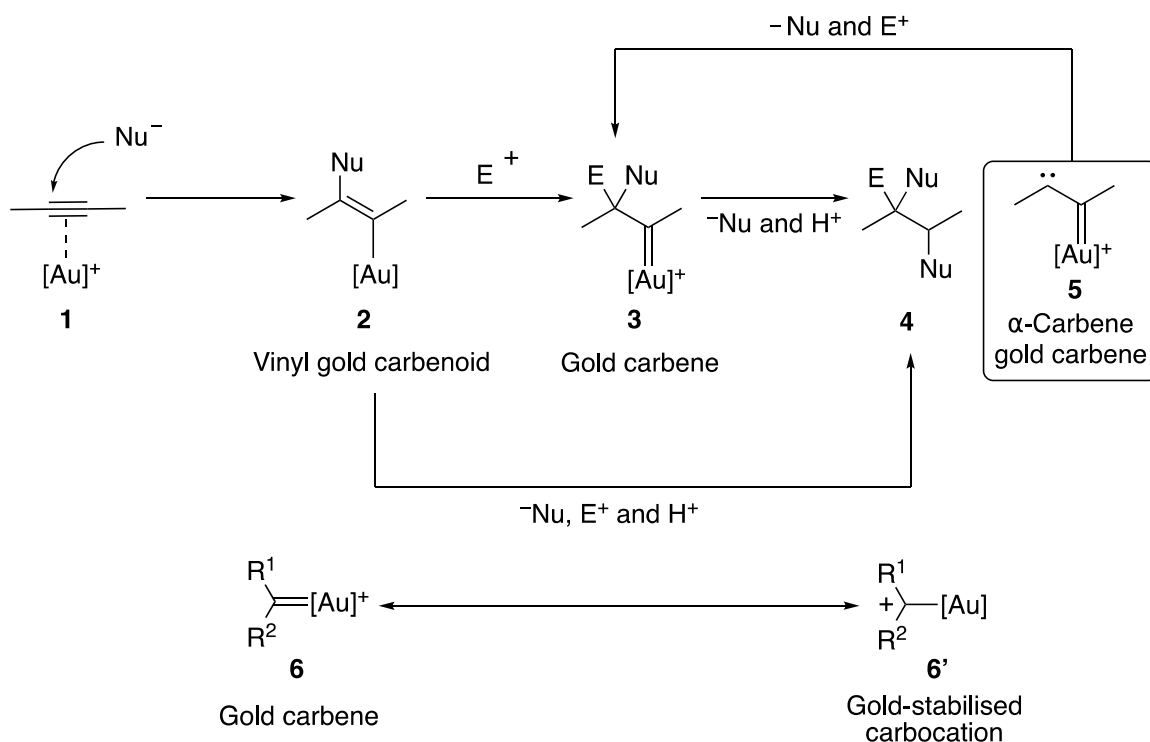 –Nu and E⁺
Nu⁻
[Au]⁺
1
Nu
[Au]
2
Vinyl gold carbenoid
E ⁺
E Nu
[Au]⁺
3
Gold carbene
⁻Nu and H⁺
E Nu
Nu
4
[Au]⁺
5
α-Carbene
gold carbene
⁻Nu, E⁺ and H⁺
R¹
[Au]⁺
R²
6
Gold carbene
R¹
+ [Au]
R²
6’
Gold-stabilised
carbocation